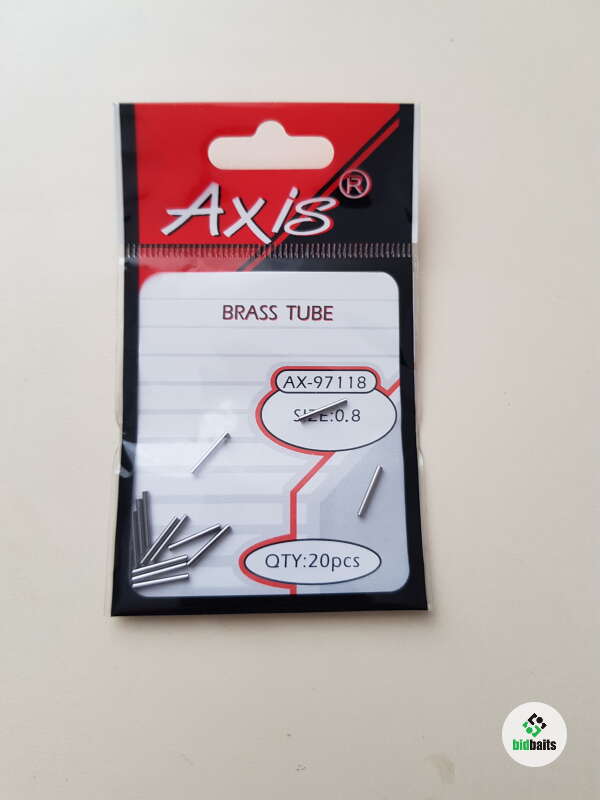 Axis®
BRASS TUBE
AX-97118
SIZE:0.8
QTY:20pcs
bidbaits